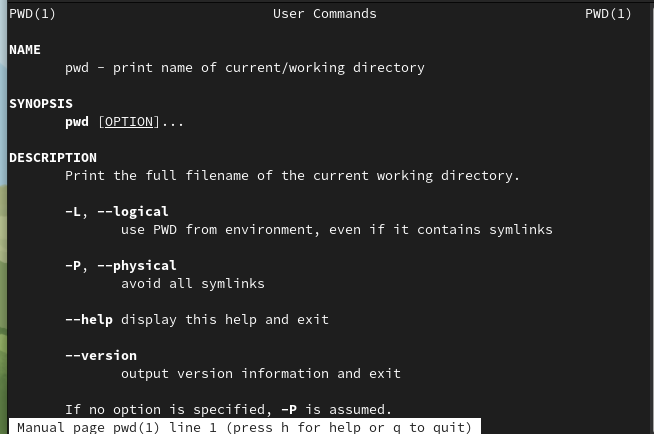 PWD(1) User Commands PWD(1)
NAME
pwd - print name of current/working directory
SYNOPSIS
pwd [OPTION]...
DESCRIPTION
Print the full filename of the current working directory.
-L, --logical
use PWD from environment, even if it contains symlinks
-P, --physical
avoid all symlinks
--help display this help and exit
--version
output version information and exit
If no option is specified, -P is assumed.
Manual page pwd(1) line 1 (press h for help or q to quit)